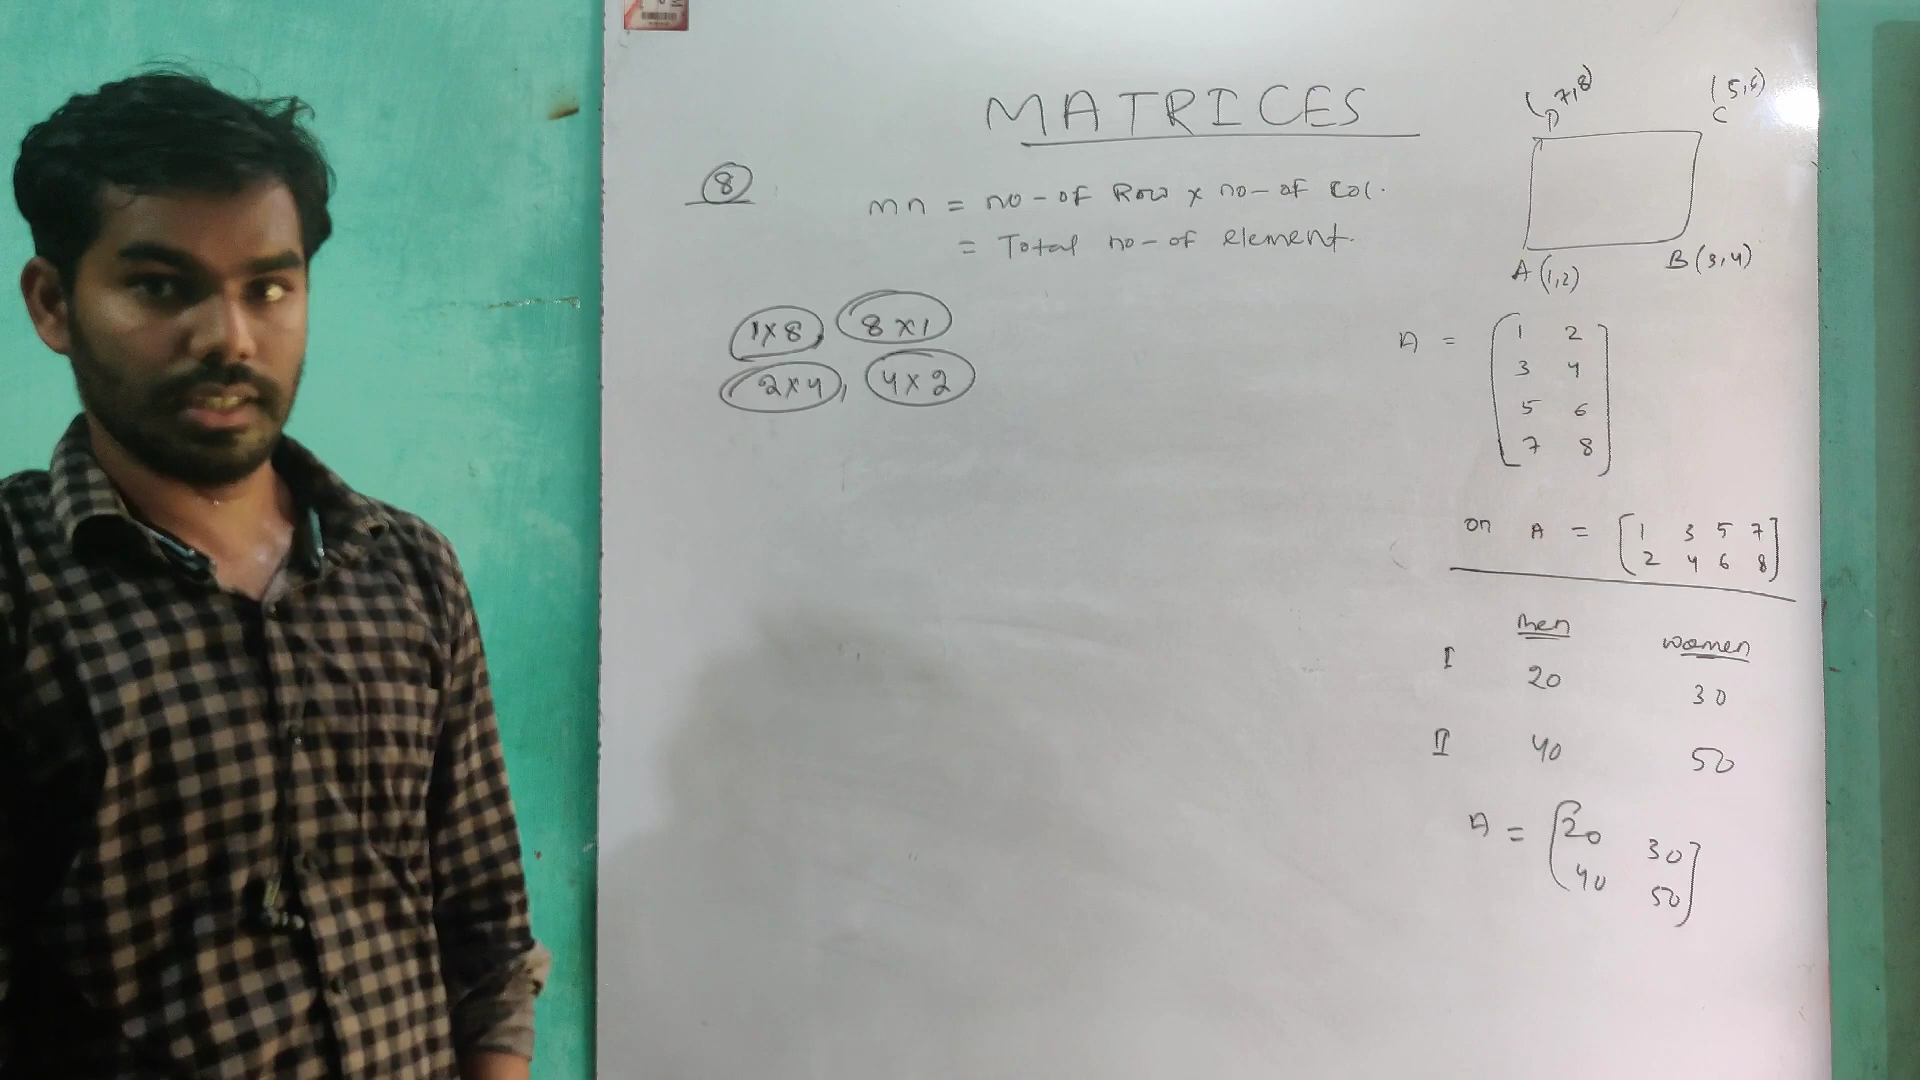 MATRICES
8
mn = no-of Row x no-of Col.
= Total no-of element.
1x8, 8x1
2x4, 4x2
D (7,8)
(5,6)
C
A (1,2)
B (3,4)
A =
1 2
3 4
5 6
7 8
or A = [1 3 5 7]
2 4 6 8
men women
I 20 30
II 40 50
A = [20 30]
40 50